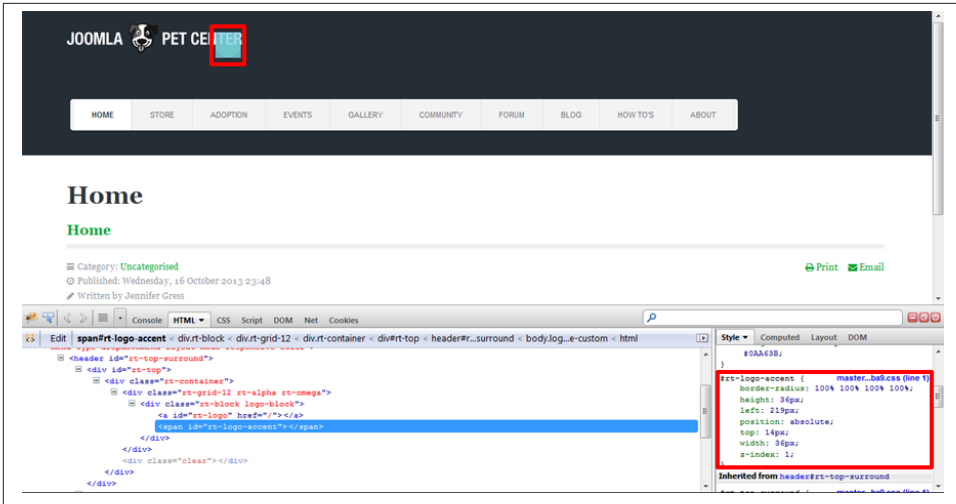 JOOMLA PET CENTER
HOME STORE ADOPTION EVENTS GALLERY COMMUNITY FORUM BLOG HOW TO'S ABOUT
Home
Home
Category: Uncategorised
Print Email
Published: Wednesday, 16 October 2013 23:48
Written by Jennifer Gress
Console HTML CSS Script DOM Net Cookies
Edit span#rt-logo-accent < div.rt-block < div.rt-grid-12 < div.rt-container < div#rt-top < header#r...surround < body.log...e-custom < html
Style Computed Layout DOM
<header id="rt-top-surround">
<div id="rt-top">
<div class="rt-container">
<div class="rt-grid-12 rt-alpha rt-omega">
<div class="rt-block logo-block">
<a id="rt-logo" href="/"></a>
<span id="rt-logo-accent"></span>
</div>
</div>
<div class="clear"></div>
</div>
</div>
#0AA63B;
}
#rt-logo-accent { master...ba9.css (line 1)
border-radius: 100% 100% 100% 100%;
height: 36px;
left: 219px;
position: absolute;
top: 14px;
width: 36px;
z-index: 1;
}
Inherited from header#rt-top-surround